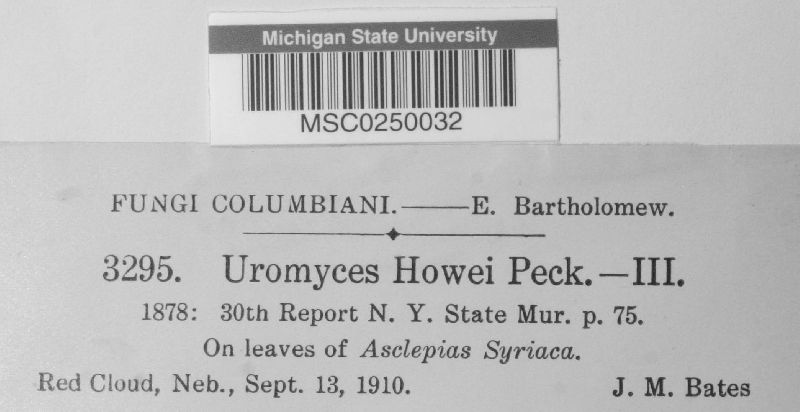 Michigan State University
MSC0250032
FUNGI COLUMBIANI.——E. Bartholomew.
3295. Uromyces Howei Peck.—III.
1878: 30th Report N. Y. State Mur. p. 75.
On leaves of Asclepias Syriaca.
Red Cloud, Neb., Sept. 13, 1910. J. M. Bates